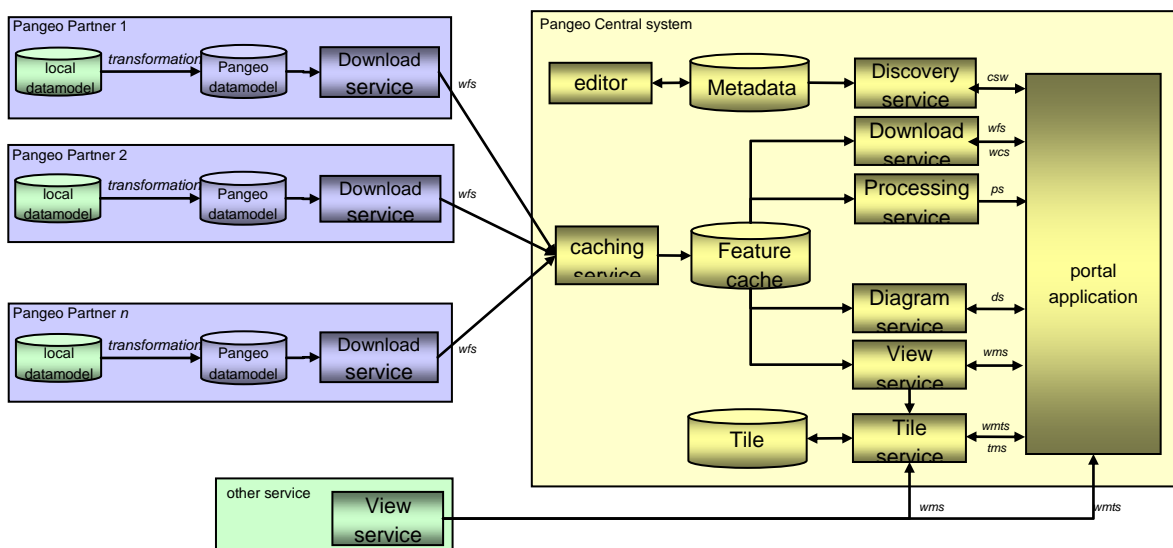 Pangeo Partner 1
local
datamodel
transformation
Pangeo
datamodel
Download
service
wfs
Pangeo Partner 2
local
datamodel
transformation
Pangeo
datamodel
Download
service
wfs
Pangeo Partner n
local
datamodel
transformation
Pangeo
datamodel
Download
service
wfs
other service
View
service
Pangeo Central system
editor
Metadata
Discovery
service
csw
Download
service
wfs
wcs
Processing
service
ps
caching
service
Feature
cache
Diagram
service
ds
View
service
wms
Tile
Tile
service
wmts
tms
portal
application
wms
wmts